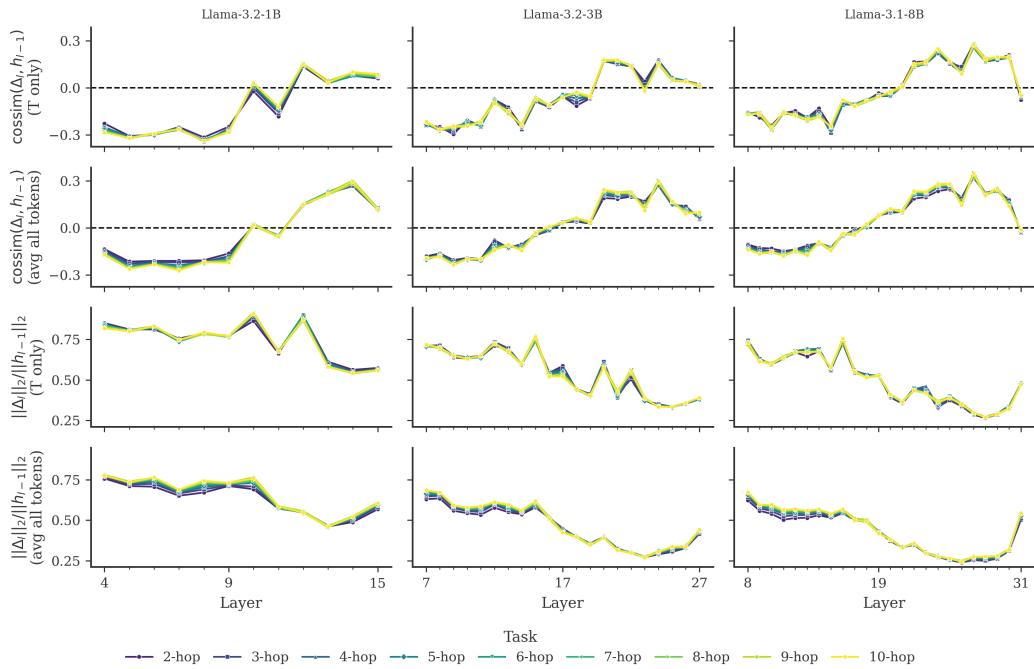 Llama-3.2-1B
Llama-3.2-3B
Llama-3.1-8B
cossim(Δ_l, h_{l−1})
(T only)
0.3
0.0
−0.3
cossim(Δ_l, h_{l−1})
(avg all tokens)
0.3
0.0
−0.3
||Δ_l||₂/||h_{l−1}||₂
(T only)
0.75
0.50
0.25
||Δ_l||₂/||h_{l−1}||₂
(avg all tokens)
0.75
0.50
0.25
4 9 15
7 17 27
8 19 31
Layer
Layer
Layer
Task
2-hop 3-hop 4-hop 5-hop 6-hop 7-hop 8-hop 9-hop 10-hop